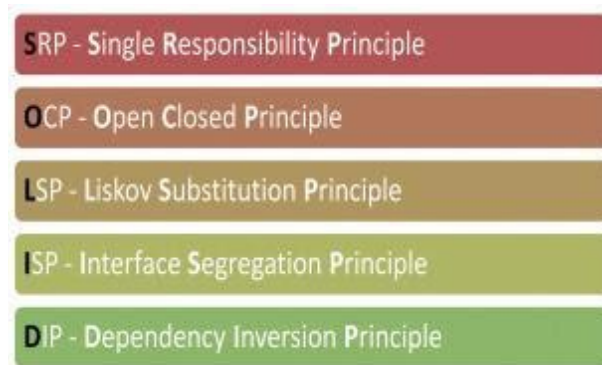 SRP - Single Responsibility Principle
OCP - Open Closed Principle
LSP - Liskov Substitution Principle
ISP - Interface Segregation Principle
DIP - Dependency Inversion Principle